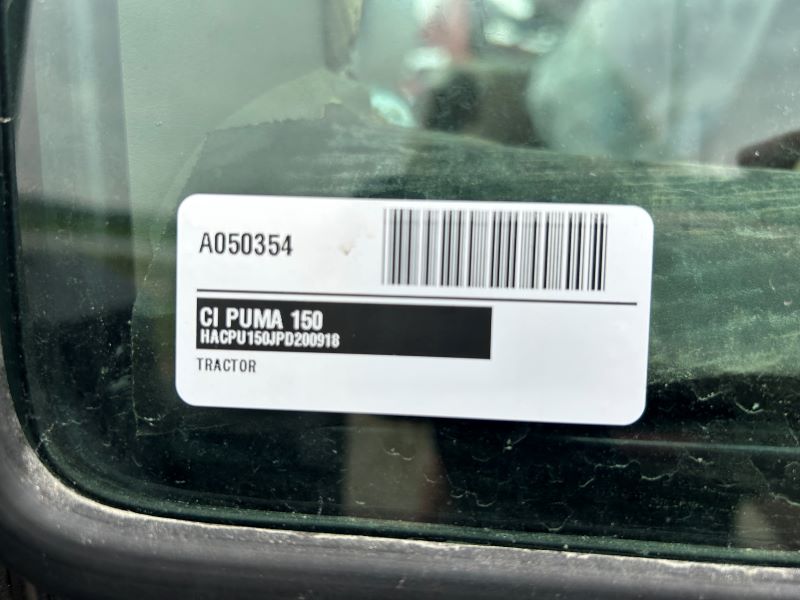 A050354
CI PUMA 150
HACPU150JPD200918
TRACTOR